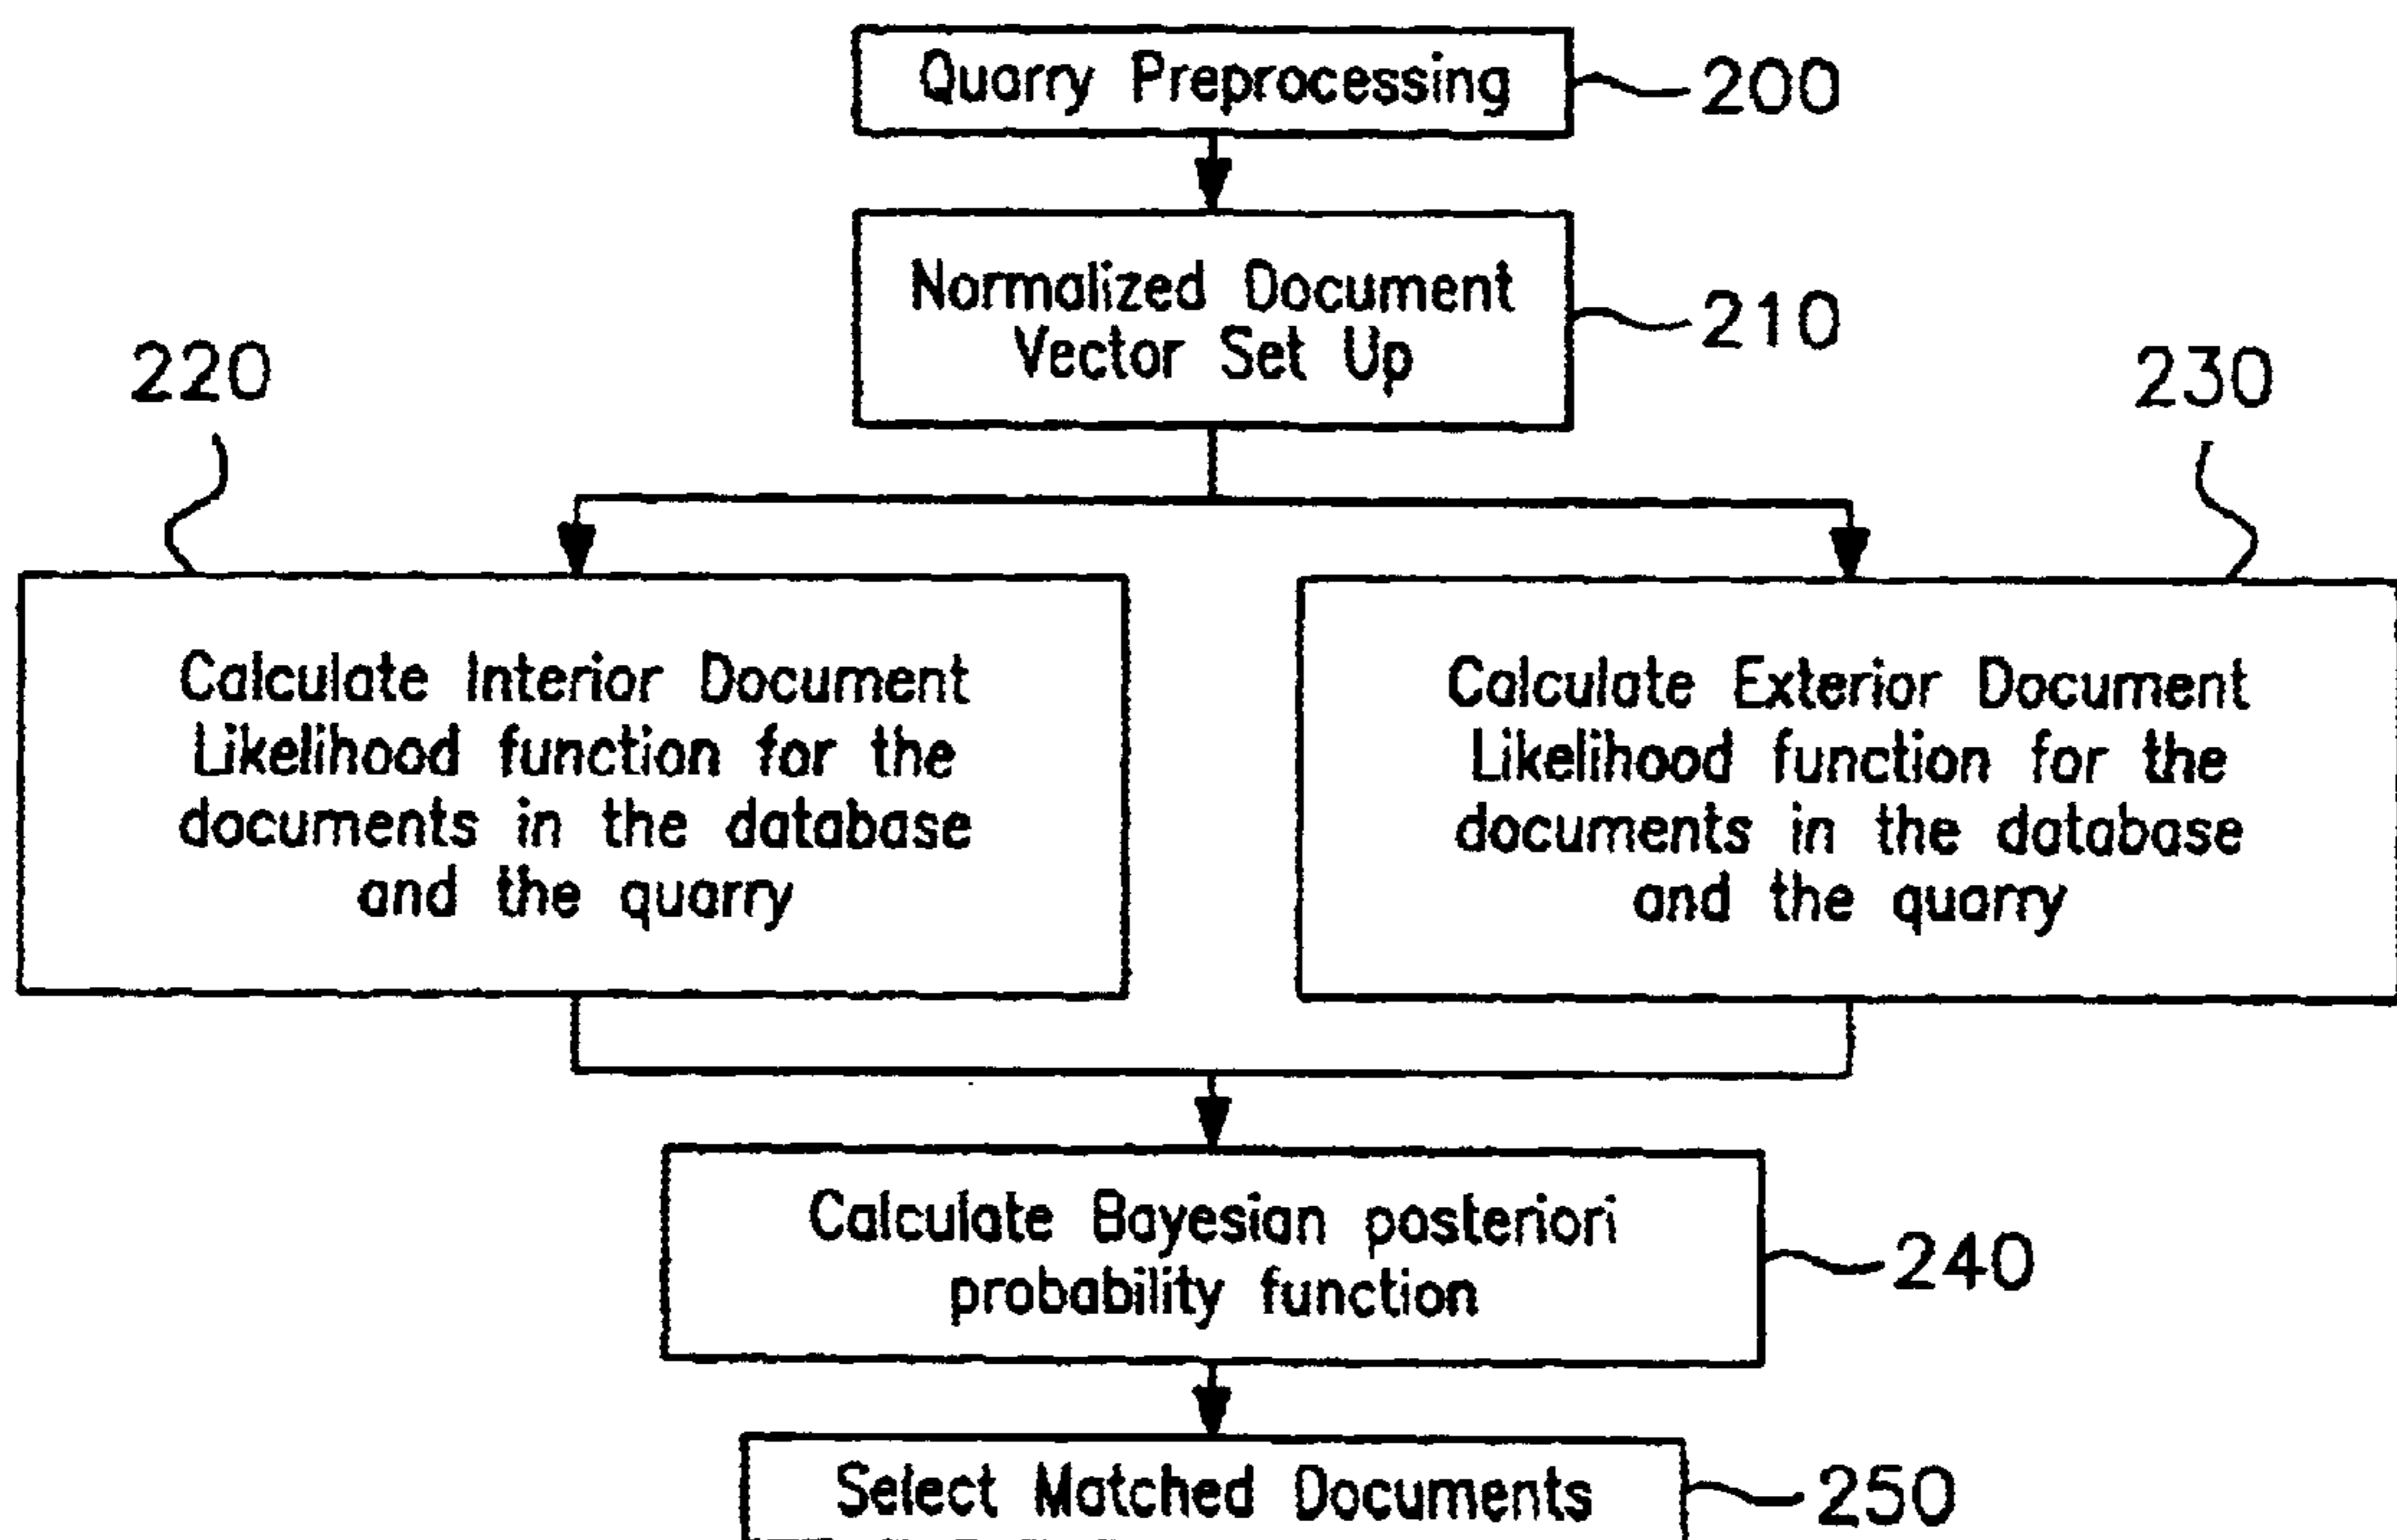 Quarry Preprocessing
200
Normalized Document
Vector Set Up
210
220
230
Calculate Interior Document
Likelihood function for the
documents in the database
and the quarry
Calculate Exterior Document
Likelihood function for the
documents in the database
and the quarry
Calculate Bayesian posteriori
probability function
240
Select Matched Documents
250